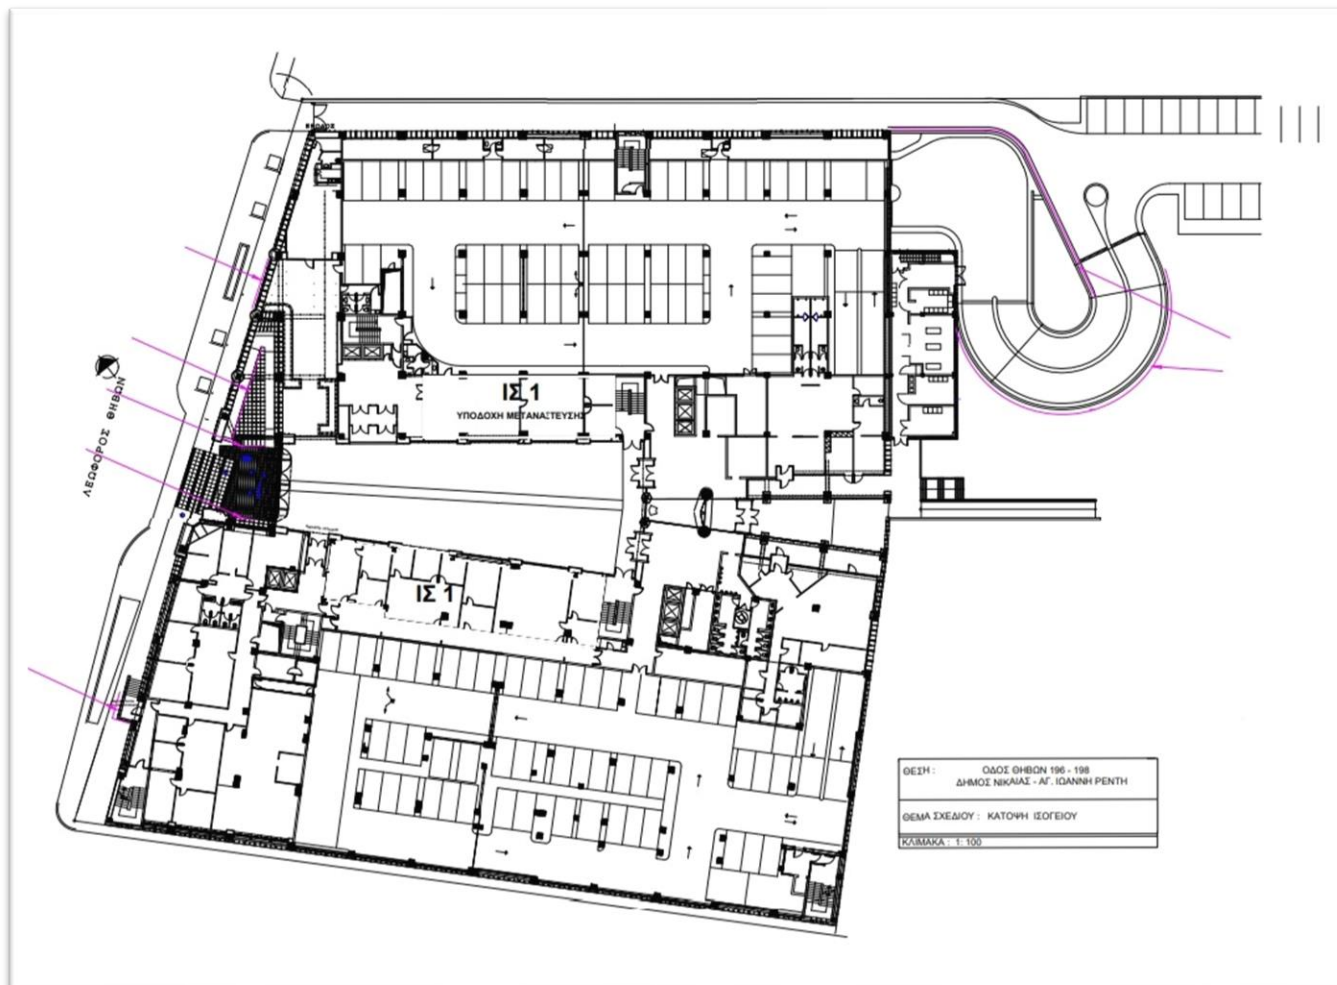 ΕΙΣΟΔΟΣ
ΙΣ 1
ΥΠΟΔΟΧΗ ΜΕΤΑΝΑΣΤΕΥΣΗΣ
ΛΕΩΦΟΡΟΣ ΘΗΒΩΝ
ΙΣ 1
ΘΕΣΗ : ΟΔΟΣ ΘΗΒΩΝ 196 - 198
ΔΗΜΟΣ ΝΙΚΑΙΑΣ - ΑΓ. ΙΩΑΝΝΗ ΡΕΝΤΗ
ΘΕΜΑ ΣΧΕΔΙΟΥ : ΚΑΤΟΨΗ ΙΣΟΓΕΙΟΥ
ΚΛΙΜΑΚΑ : 1: 100